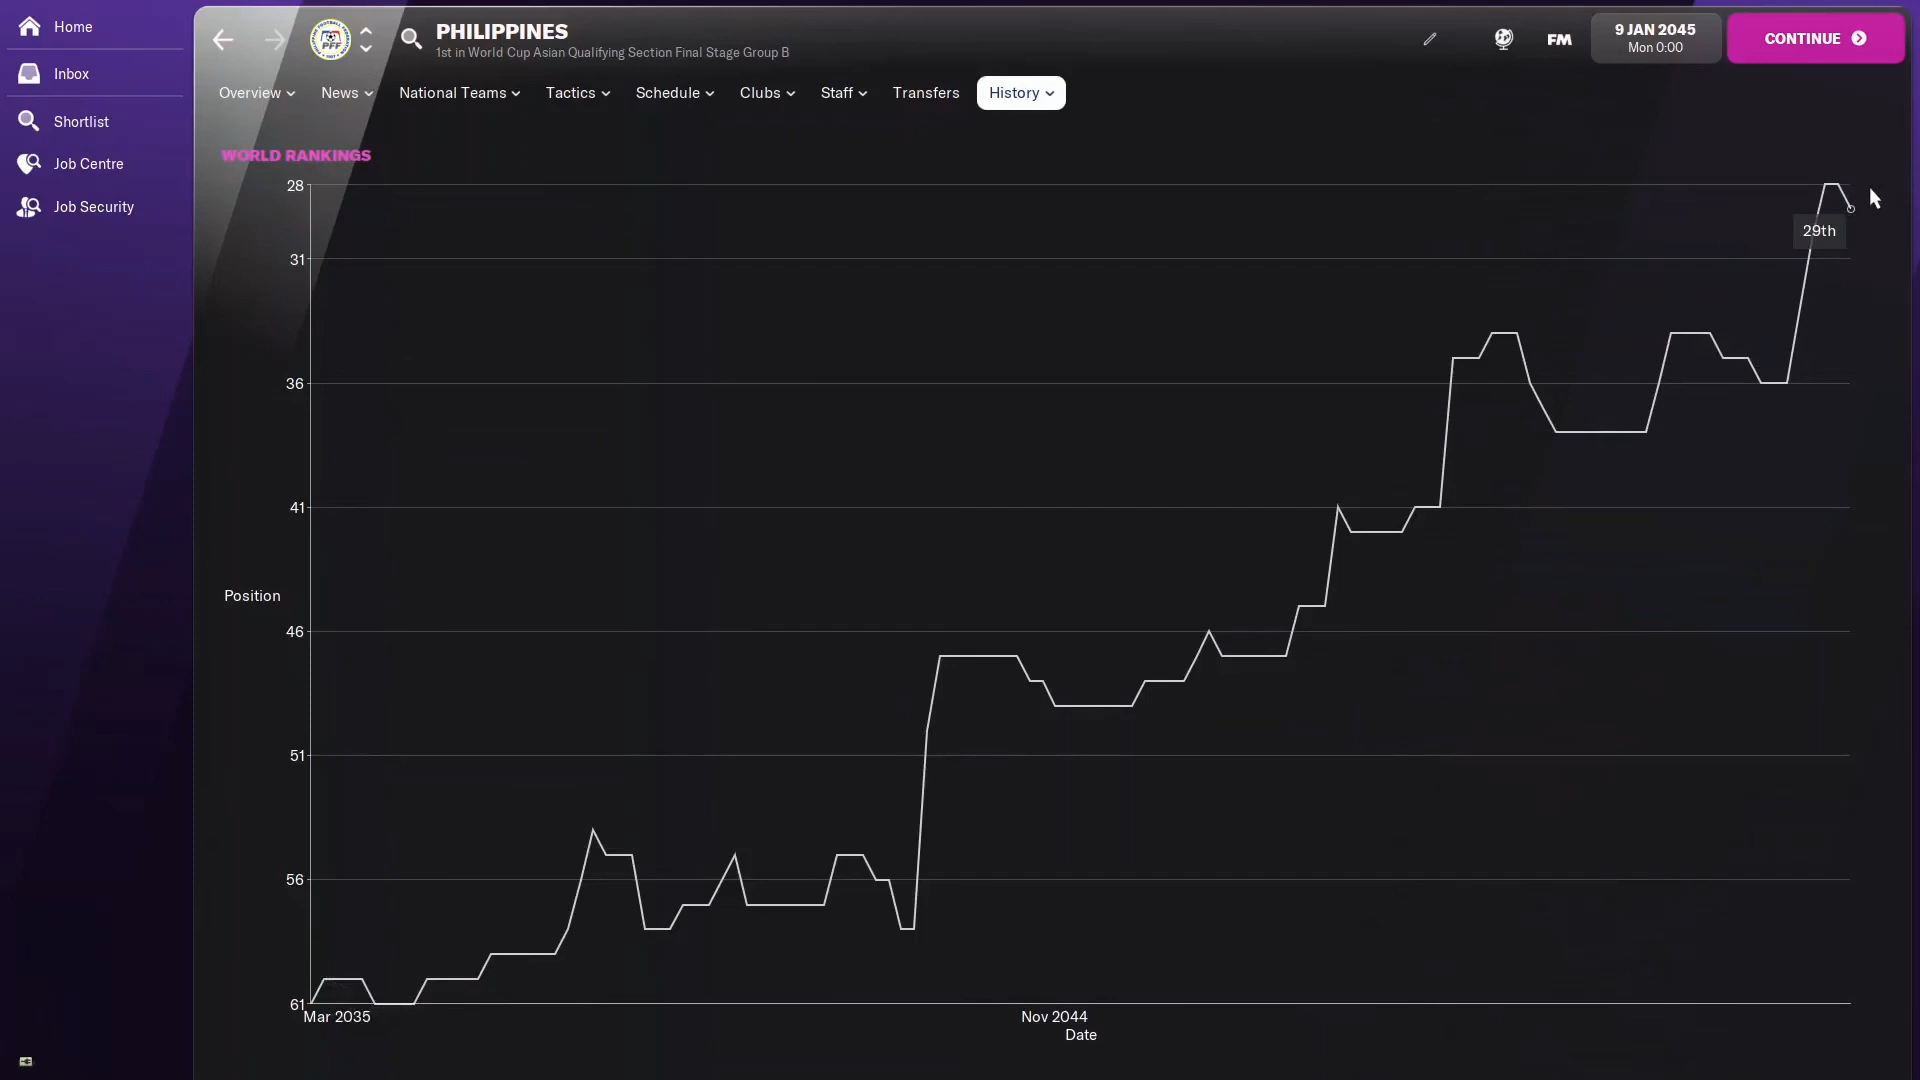 Home
Inbox
Shortlist
Job Centre
Job Security
PHILIPPINES
1st in World Cup Asian Qualifying Section Final Stage Group B
FM
9 JAN 2045
Mon 0:00
CONTINUE
Overview
News
National Teams
Tactics
Schedule
Clubs
Staff
Transfers
History
WORLD RANKINGS
28
31
36
41
46
51
56
61
Position
29th
Mar 2035
Nov 2044
Date
PFF